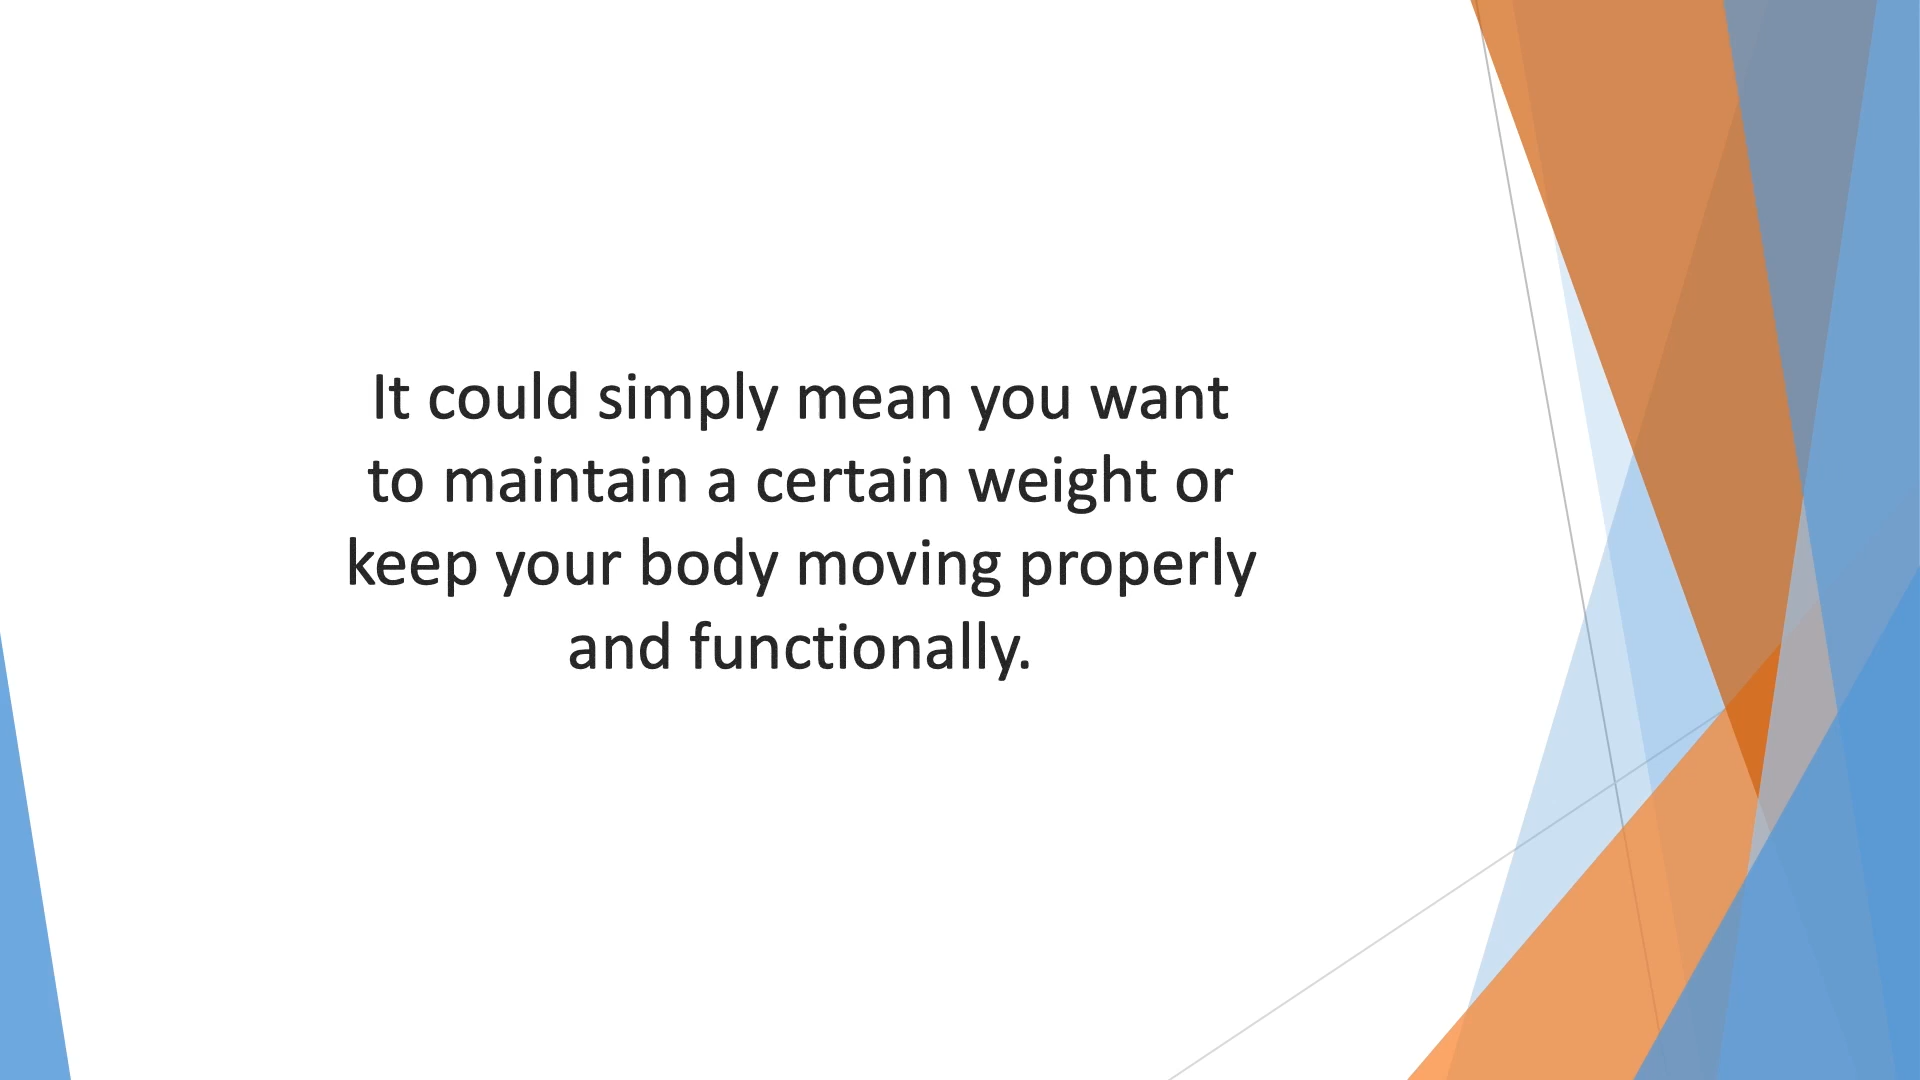 It could simply mean you want
to maintain a certain weight or
keep your body moving properly
and functionally.